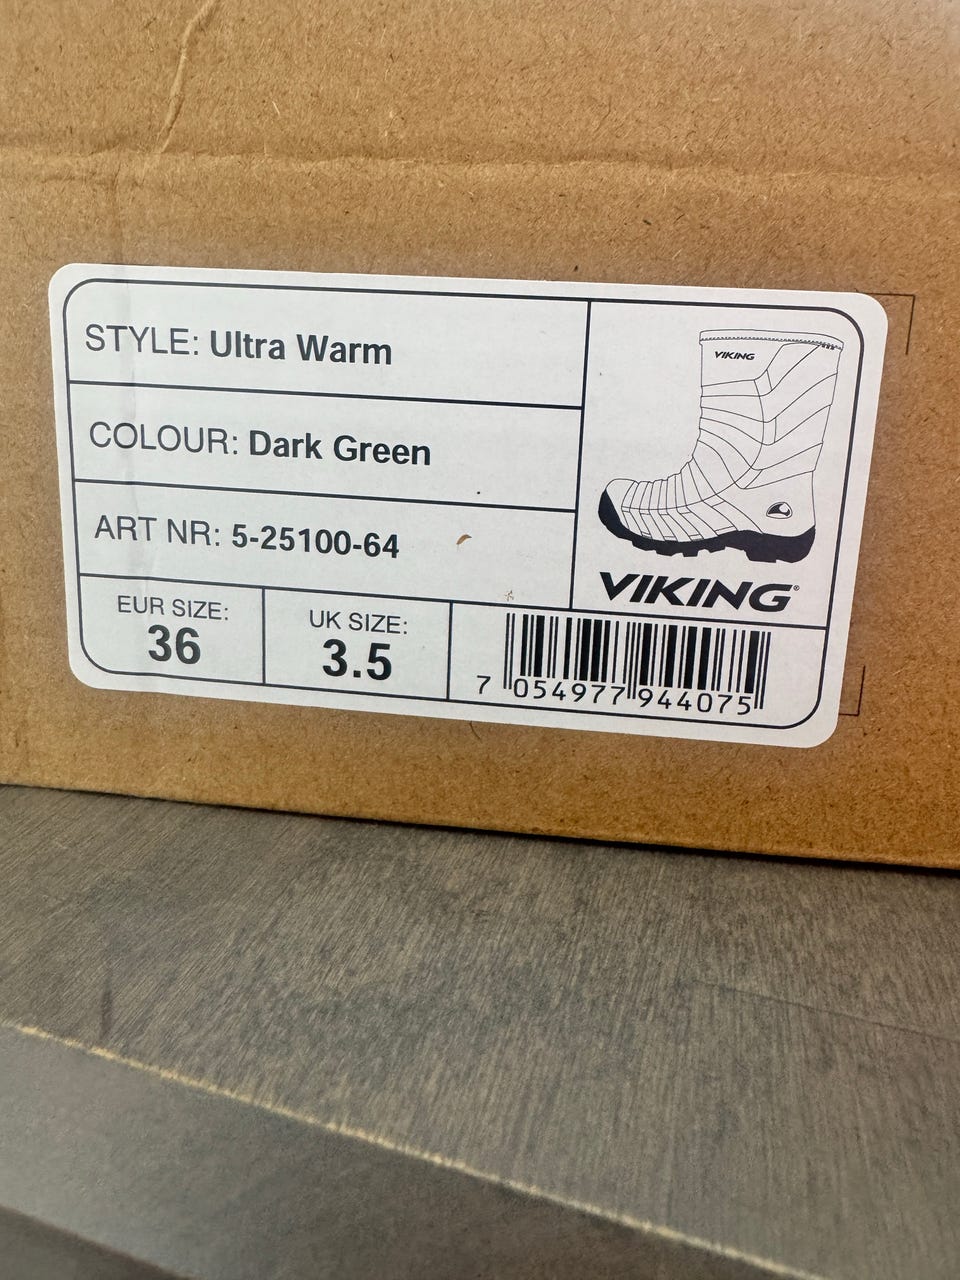 STYLE: Ultra Warm
COLOUR: Dark Green
ART NR: 5-25100-64
EUR SIZE:
36
UK SIZE:
3.5
VIKING
VIKING®
7 054977 944075